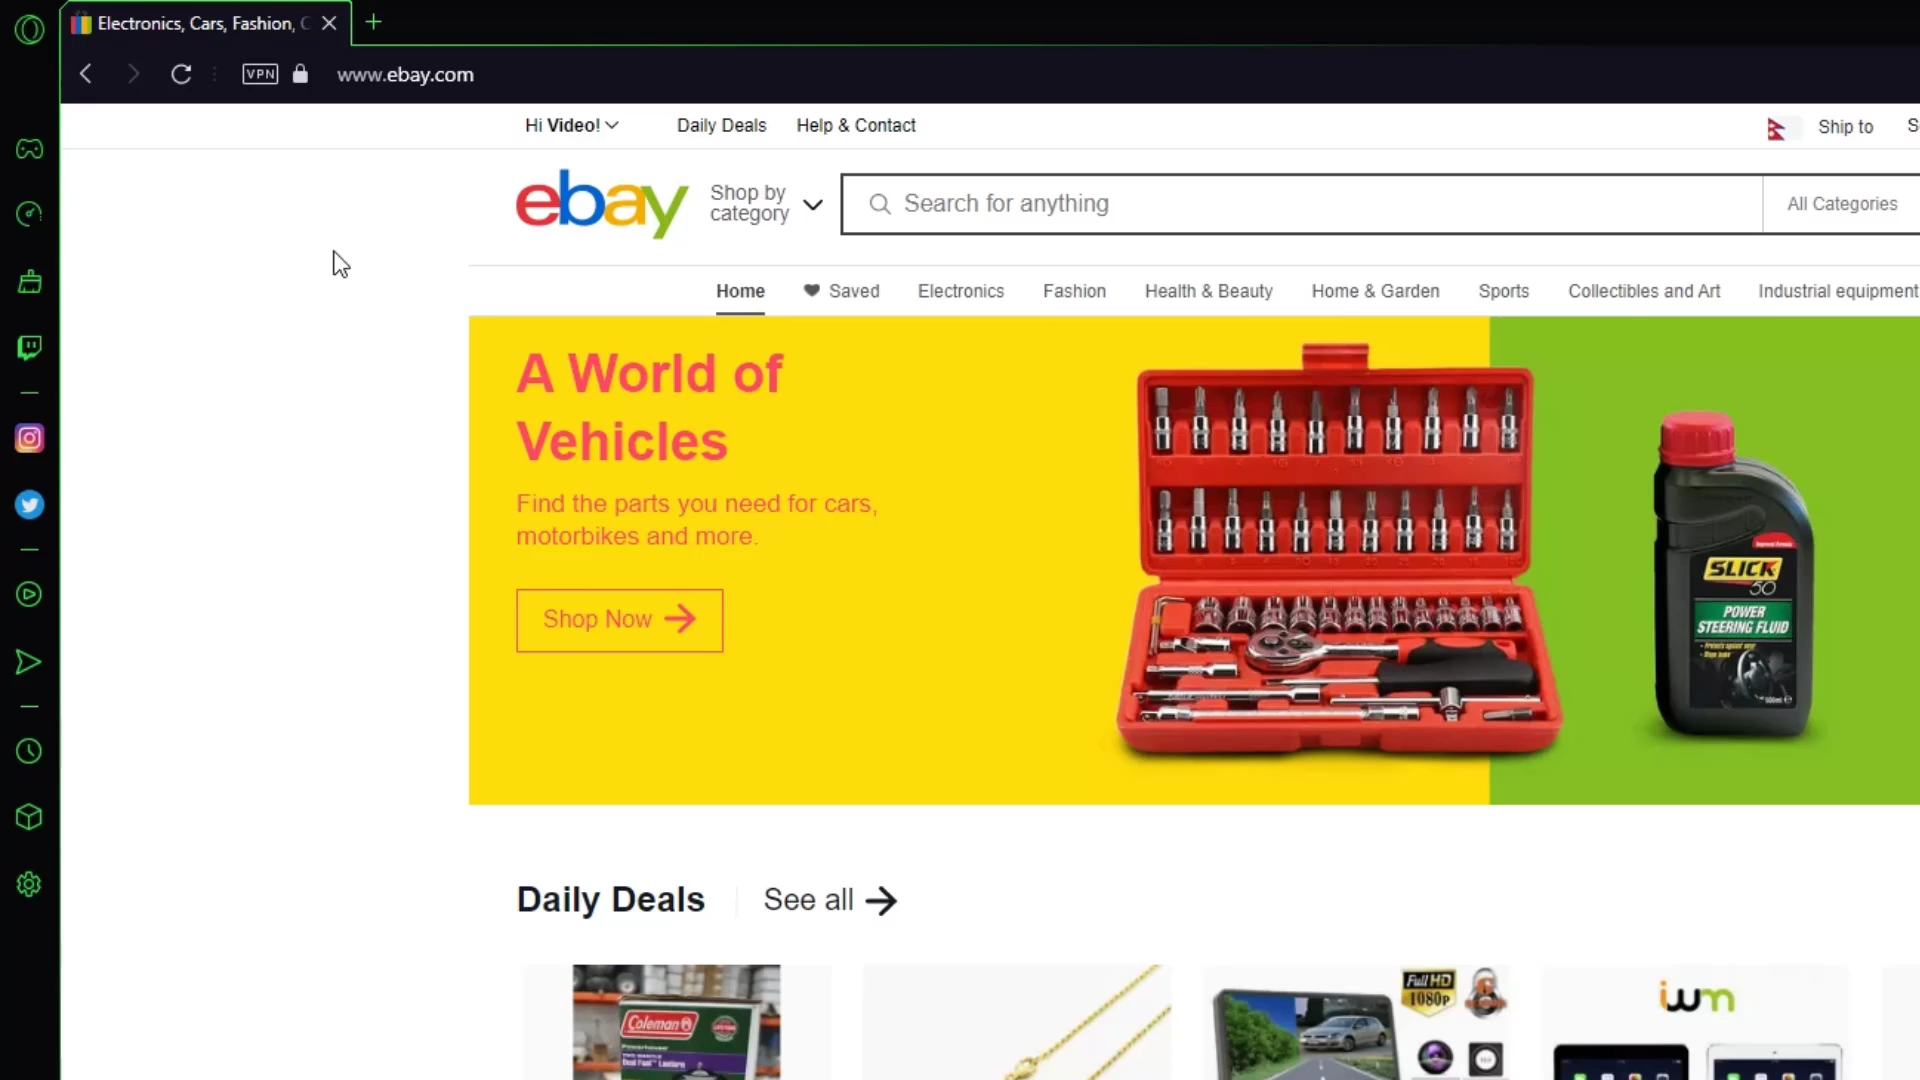 Electronics, Cars, Fashion, C
VPN
www.ebay.com
Hi Video!
Daily Deals
Help & Contact
Ship to
S
ebay
Shop by
category
Search for anything
All Categories
Home
Saved
Electronics
Fashion
Health & Beauty
Home & Garden
Sports
Collectibles and Art
Industrial equipment
A World of
Vehicles
Find the parts you need for cars,
motorbikes and more.
Shop Now
SLICK
50
POWER
STEERING FLUID
Daily Deals
See all
Coleman
Full HD
1080p
iwm